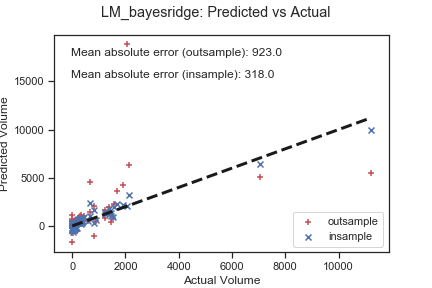 LM_bayesridge: Predicted vs Actual
Mean absolute error (outsample): 923.0
Mean absolute error (insample): 318.0
15000
10000
5000
0
Predicted Volume
0
2000
4000
6000
8000
10000
Actual Volume
outsample
insample